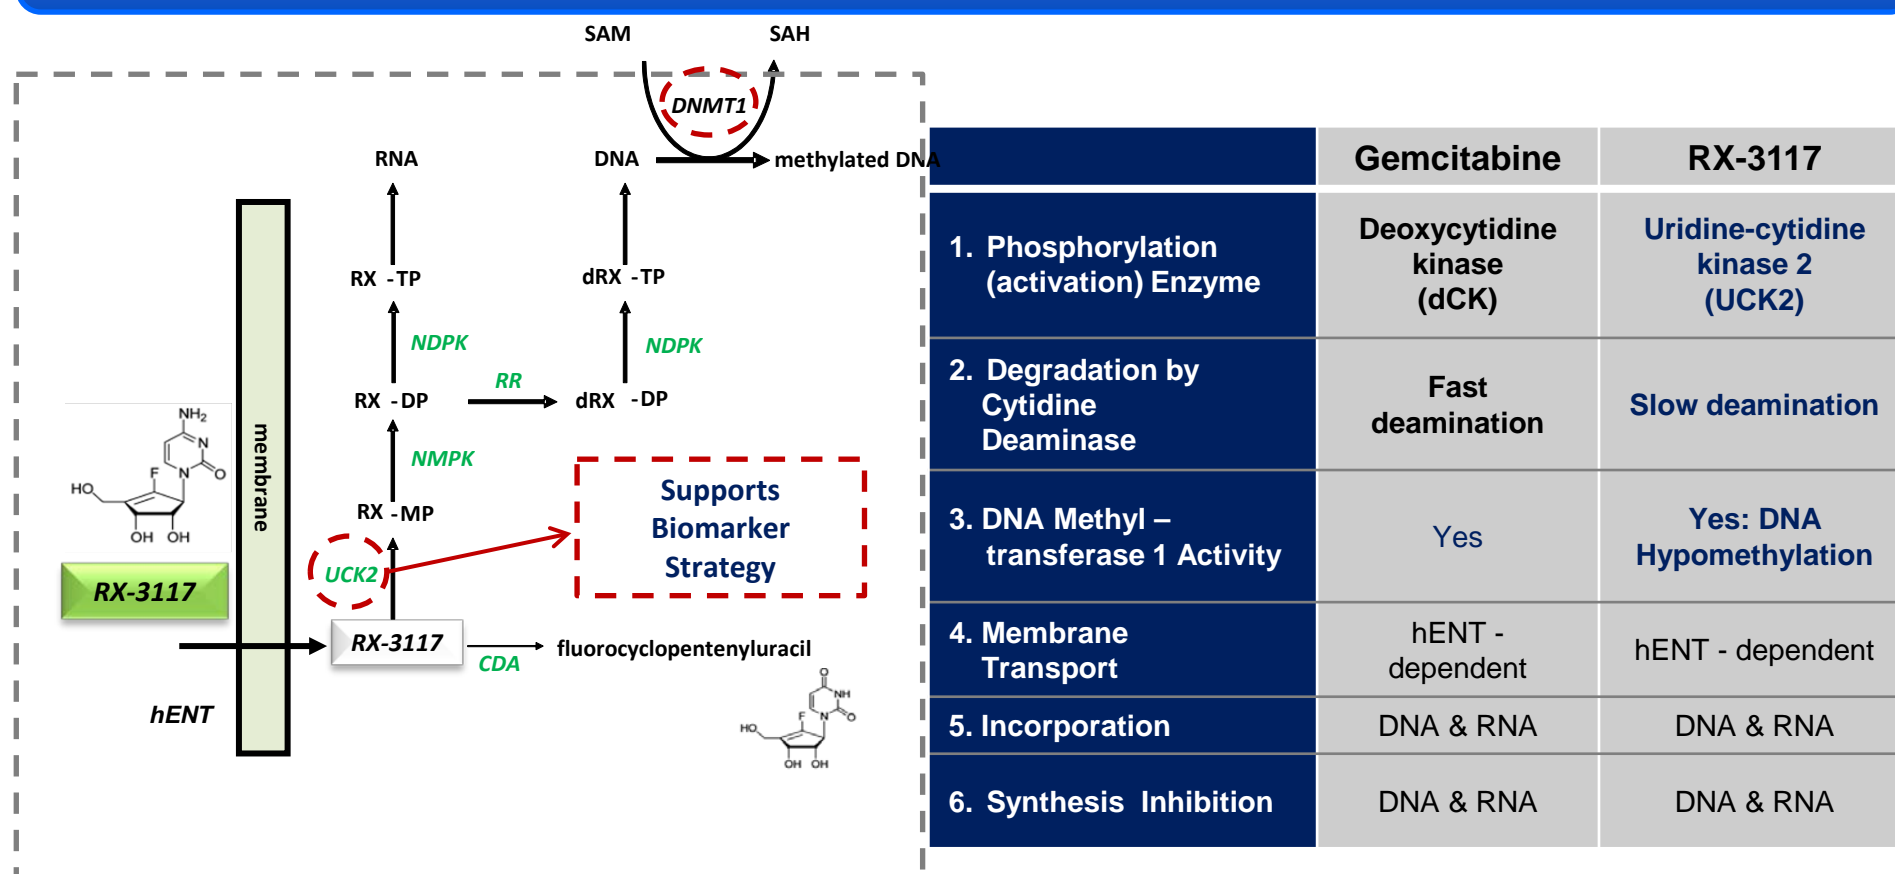 SAM
SAH
DNMT1
RNA
DNA
methylated DNA
RX -TP
dRX -TP
NDPK
NDPK
RR
RX -DP
dRX -DP
NH2
N
N
O
F
HO
OH OH
membrane
NMPK
Supports
Biomarker
Strategy
RX -MP
UCK2
RX-3117
RX-3117
CDA
fluorocyclopentenyluracil
hENT
O
NH
N
O
F
HO
OH OH
Gemcitabine
RX-3117
1. Phosphorylation
(activation) Enzyme
Deoxycytidine
kinase
(dCK)
Uridine-cytidine
kinase 2
(UCK2)
2. Degradation by
Cytidine
Deaminase
Fast
deamination
Slow deamination
3. DNA Methyl –
transferase 1 Activity
Yes
Yes: DNA
Hypomethylation
4. Membrane
Transport
hENT -
dependent
hENT - dependent
5. Incorporation
DNA & RNA
DNA & RNA
6. Synthesis Inhibition
DNA & RNA
DNA & RNA